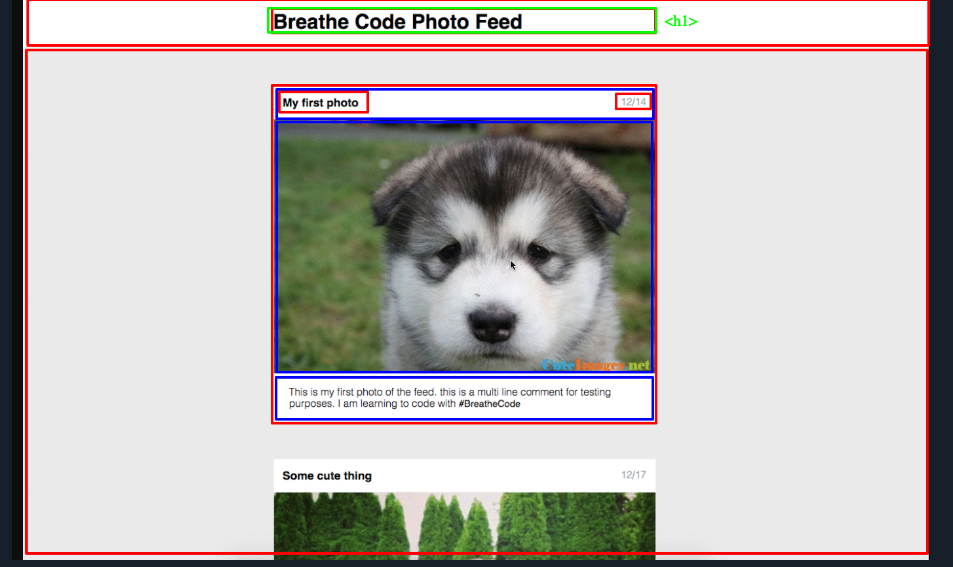 Breathe Code Photo Feed
<h1>
My first photo 12/14
CuteImages.net
This is my first photo of the feed. this is a multi line comment for testing
purposes. I am learning to code with #BreatheCode
Some cute thing 12/17